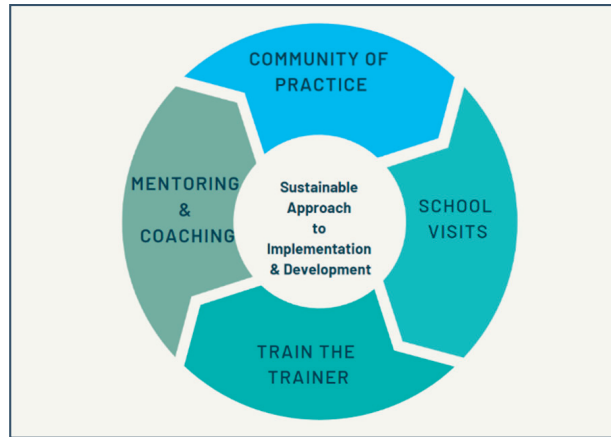 COMMUNITY OF
PRACTICE
MENTORING
&
COACHING
Sustainable
Approach
to
Implementation
& Development
SCHOOL
VISITS
TRAIN THE
TRAINER